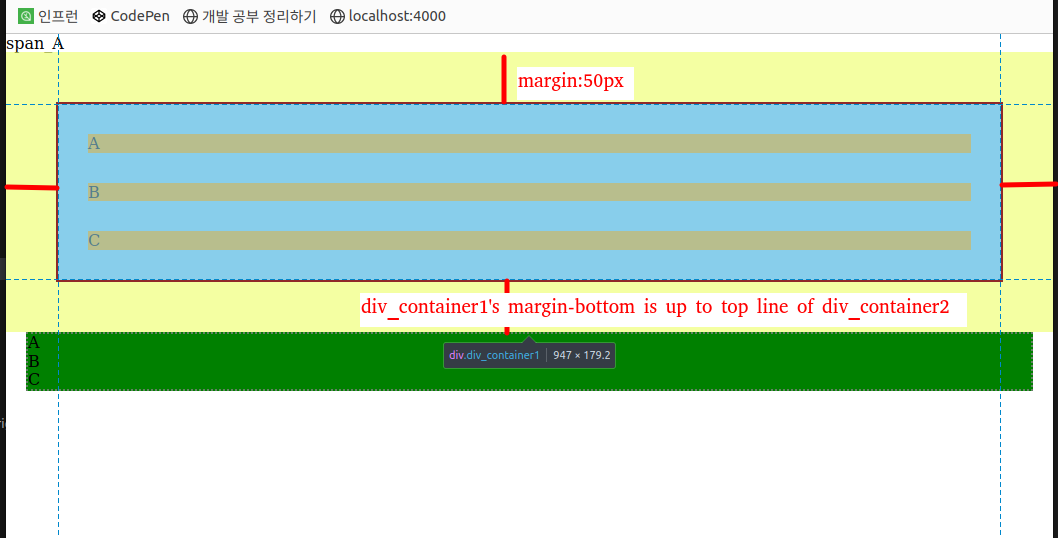 인프런 CodePen 개발 공부 정리하기 localhost:4000
span_A
margin:50px
A
B
C
div_container1's margin-bottom is up to top line of div_container2
A
B
C
div.div_container1 947 × 179.2